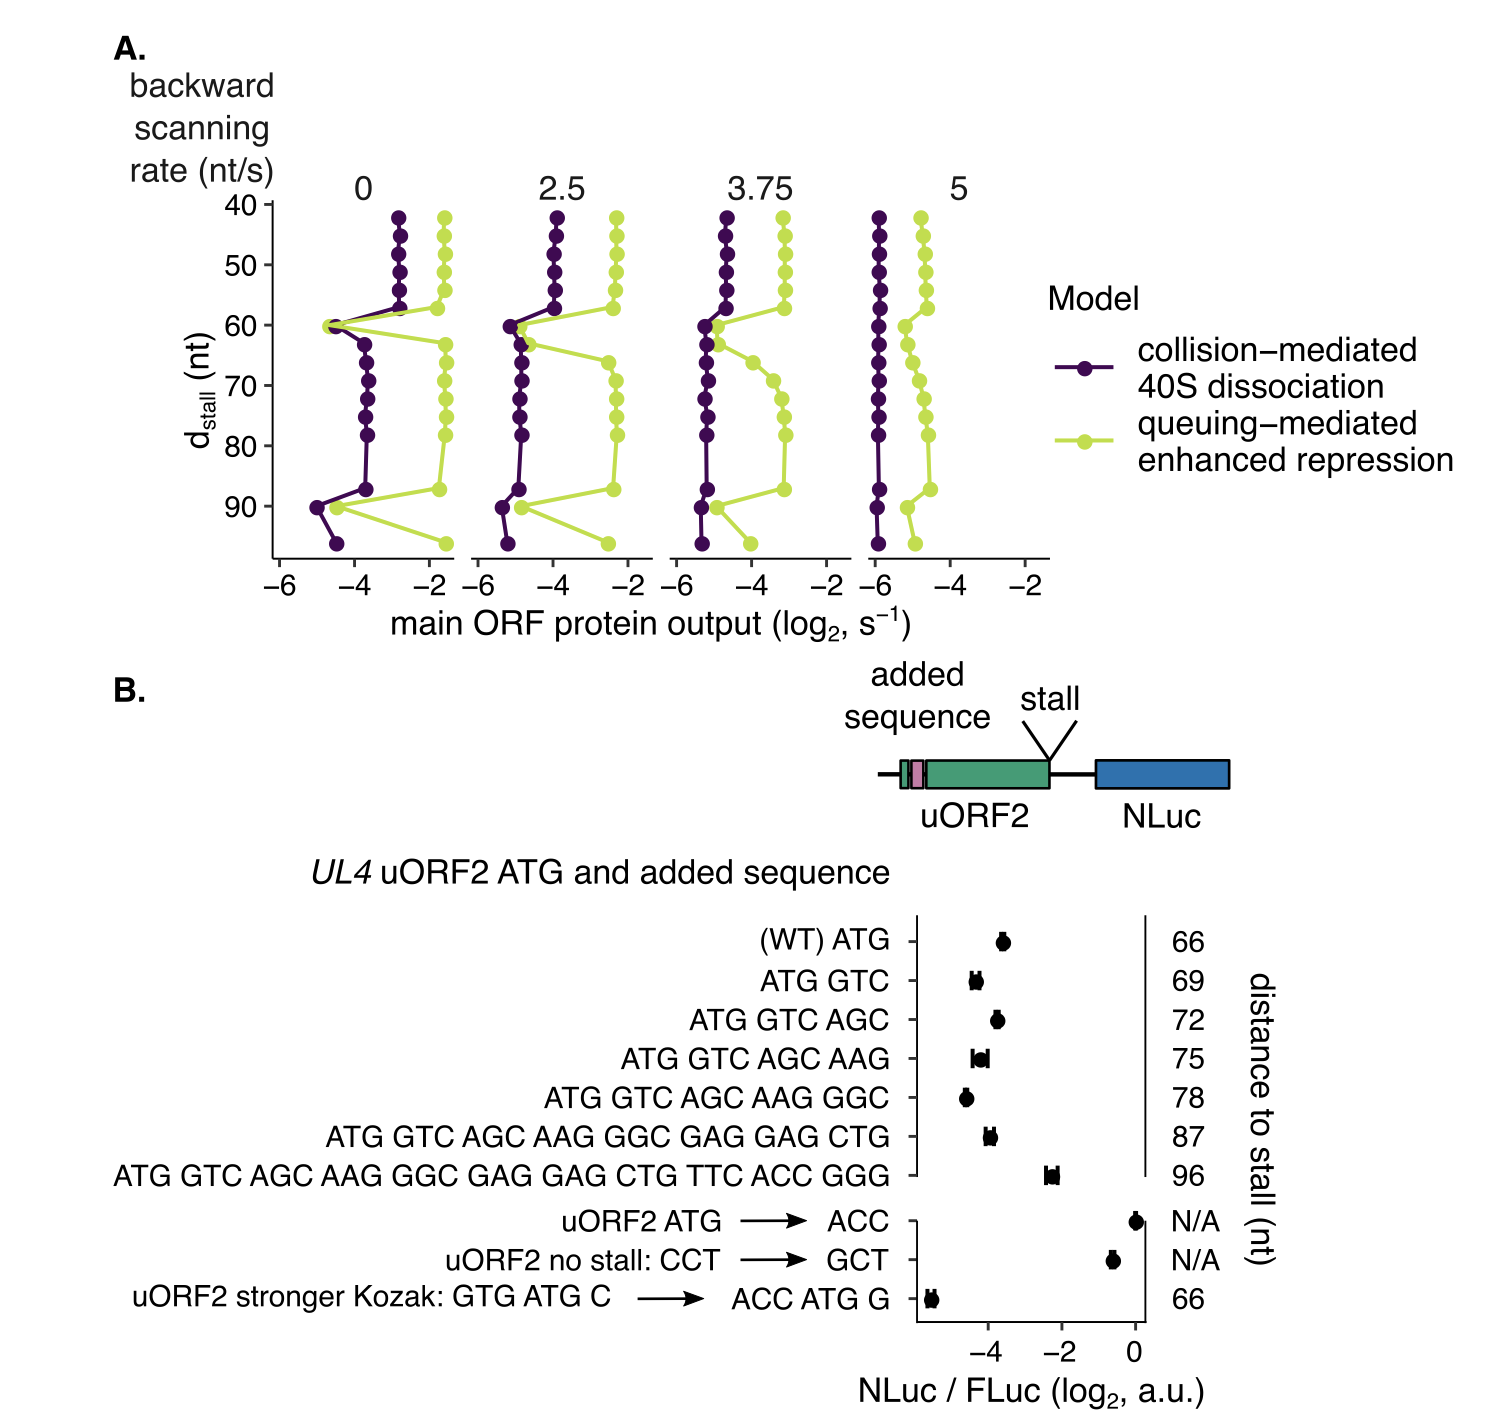 A.
backward
scanning
rate (nt/s)
0 2.5 3.75 5
40
50
60
70
80
90
dstall (nt)
−6 −4 −2 −6 −4 −2 −6 −4 −2 −6 −4 −2
main ORF protein output (log2, s−1)
Model
collision−mediated
40S dissociation
queuing−mediated
enhanced repression
B.
added
sequence
stall
uORF2 NLuc
UL4 uORF2 ATG and added sequence
(WT) ATG 66
ATG GTC 69
ATG GTC AGC 72
ATG GTC AGC AAG 75
ATG GTC AGC AAG GGC 78
ATG GTC AGC AAG GGC GAG GAG CTG 87
ATG GTC AGC AAG GGC GAG GAG CTG TTC ACC GGG 96
uORF2 ATG → ACC N/A
uORF2 no stall: CCT → GCT N/A
uORF2 stronger Kozak: GTG ATG C → ACC ATG G 66
distance to stall (nt)
−4 −2 0
NLuc / FLuc (log2, a.u.)